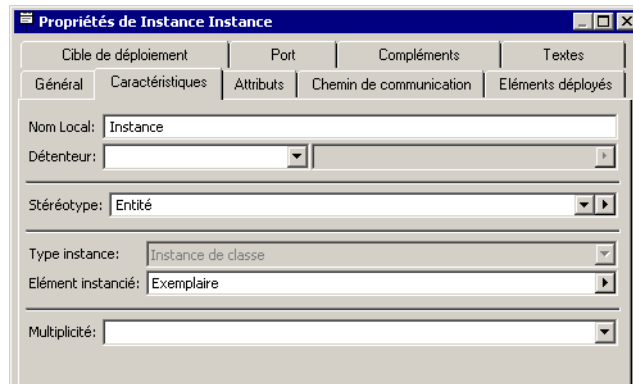 Propriétés de Instance Instance
Cible de déploiement Port Compléments Textes
Général Caractéristiques Attributs Chemin de communication Eléments déployés
Nom Local: Instance
Détenteur:
Stéréotype: Entité
Type instance: Instance de classe
Elément instancié: Exemplaire
Multiplicité: